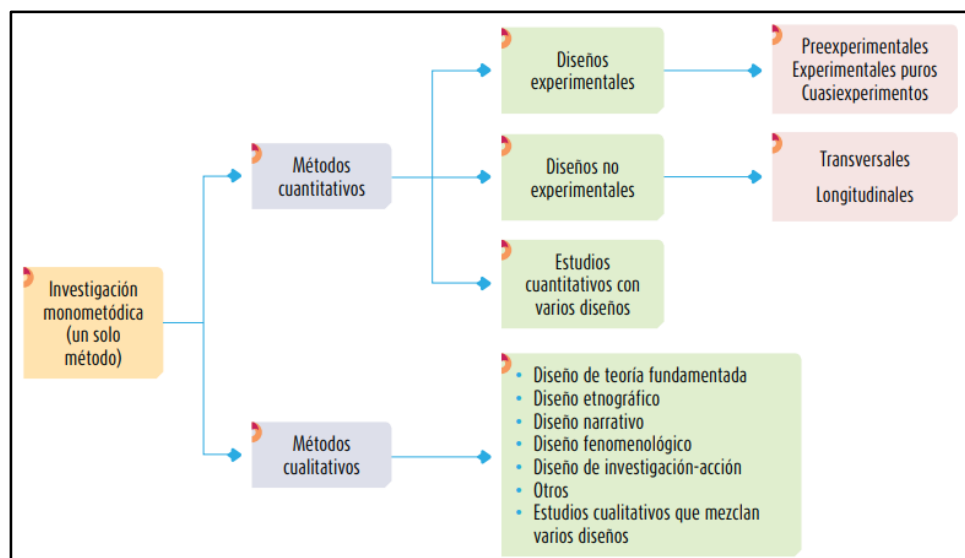 Investigación
monometódica
(un solo
método)
Métodos
cuantitativos
Diseños
experimentales
Preexperimentales
Experimentales puros
Cuasiexperimentos
Diseños no
experimentales
Transversales
Longitudinales
Estudios
cuantitativos con
varios diseños
Métodos
cualitativos
• Diseño de teoría fundamentada
• Diseño etnográfico
• Diseño narrativo
• Diseño fenomenológico
• Diseño de investigación-acción
• Otros
• Estudios cualitativos que mezclan
varios diseños